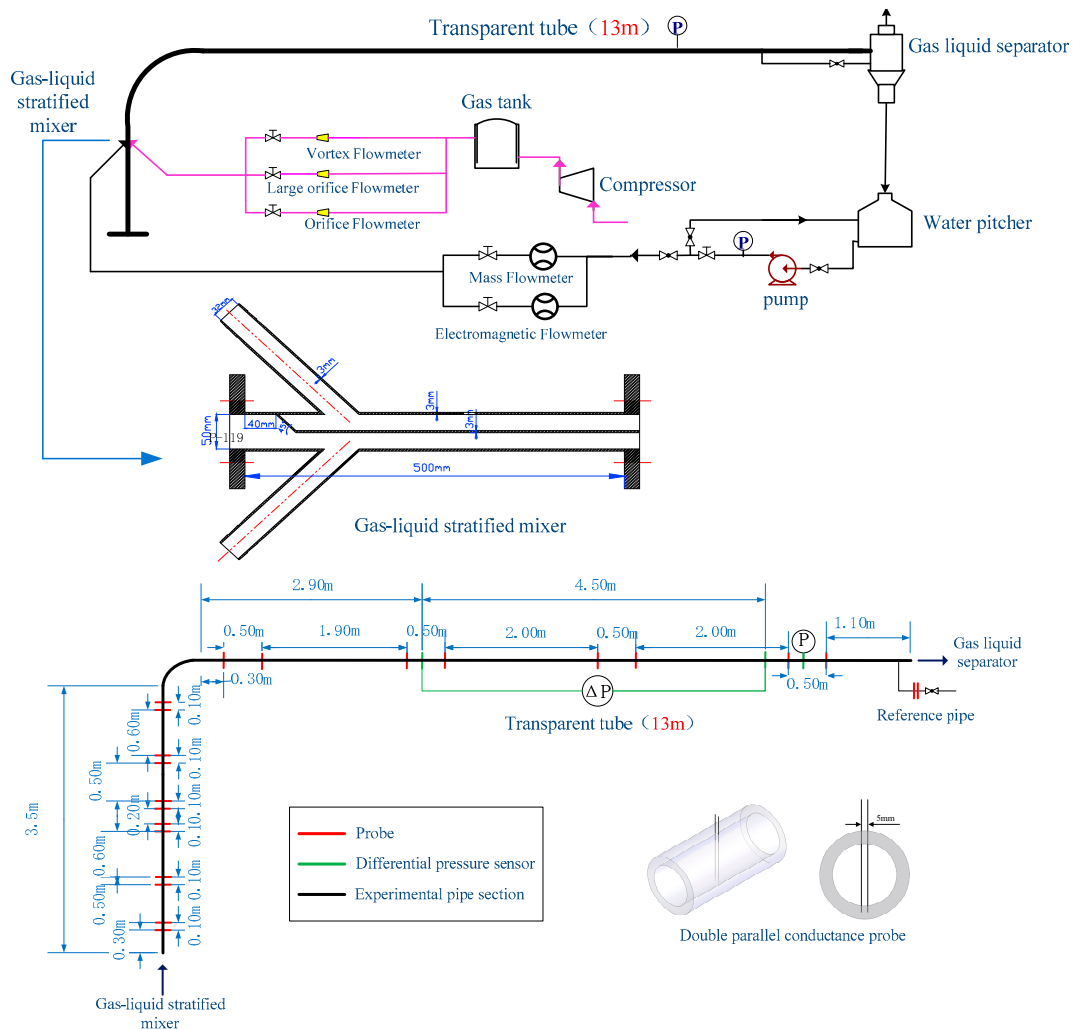 Transparent tube（13m）
P
Gas liquid separator
Gas-liquid
stratified
mixer
Gas tank
Vortex Flowmeter
Large orifice Flowmeter
Orifice Flowmeter
Compressor
Water pitcher
P
Mass Flowmeter
pump
Electromagnetic Flowmeter
32mm
3mm
3mm
3mm
50mm
40mm
45°
JP-119
500mm
Gas-liquid stratified mixer
2.90m
4.50m
0.50m
1.90m
0.50m
2.00m
0.50m
2.00m
P
1.10m
Gas liquid
separator
0.30m
ΔP
0.50m
Transparent tube（13m）
Reference pipe
3.5m
0.10m
0.60m
0.10m
0.50m
0.10m
0.20m
0.10m
0.60m
0.10m
0.50m
0.10m
0.30m
Probe
Differential pressure sensor
Experimental pipe section
5mm
Double parallel conductance probe
Gas-liquid stratified
mixer